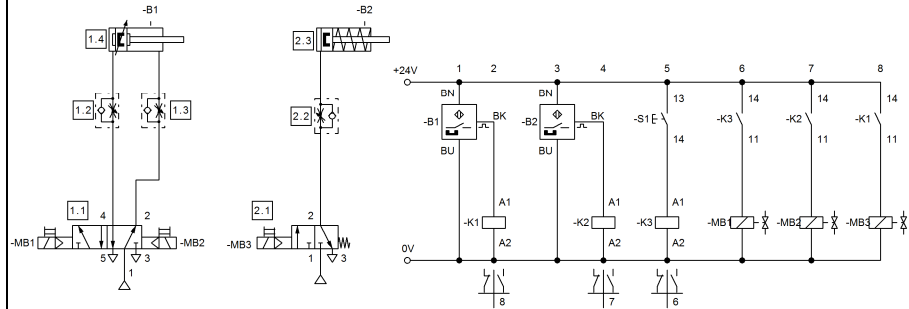 -B1
-B2
1.4
2.3
1 2 3 4 5 6 7 8
+24V
BN BN 13 14 14 14
1.2 1.3 2.2
-B1 BK -B2 BK -S1 -K3 -K2 -K1
BU BU 14 11 11 11
1.1 4 2 2.1 2
A1 A1 A1
-K1 -K2 -K3 -MB1 -MB2 -MB3
-MB1 -MB2 -MB3
A2 A2 A2
5 3 1 3
0V
1
8 7 6